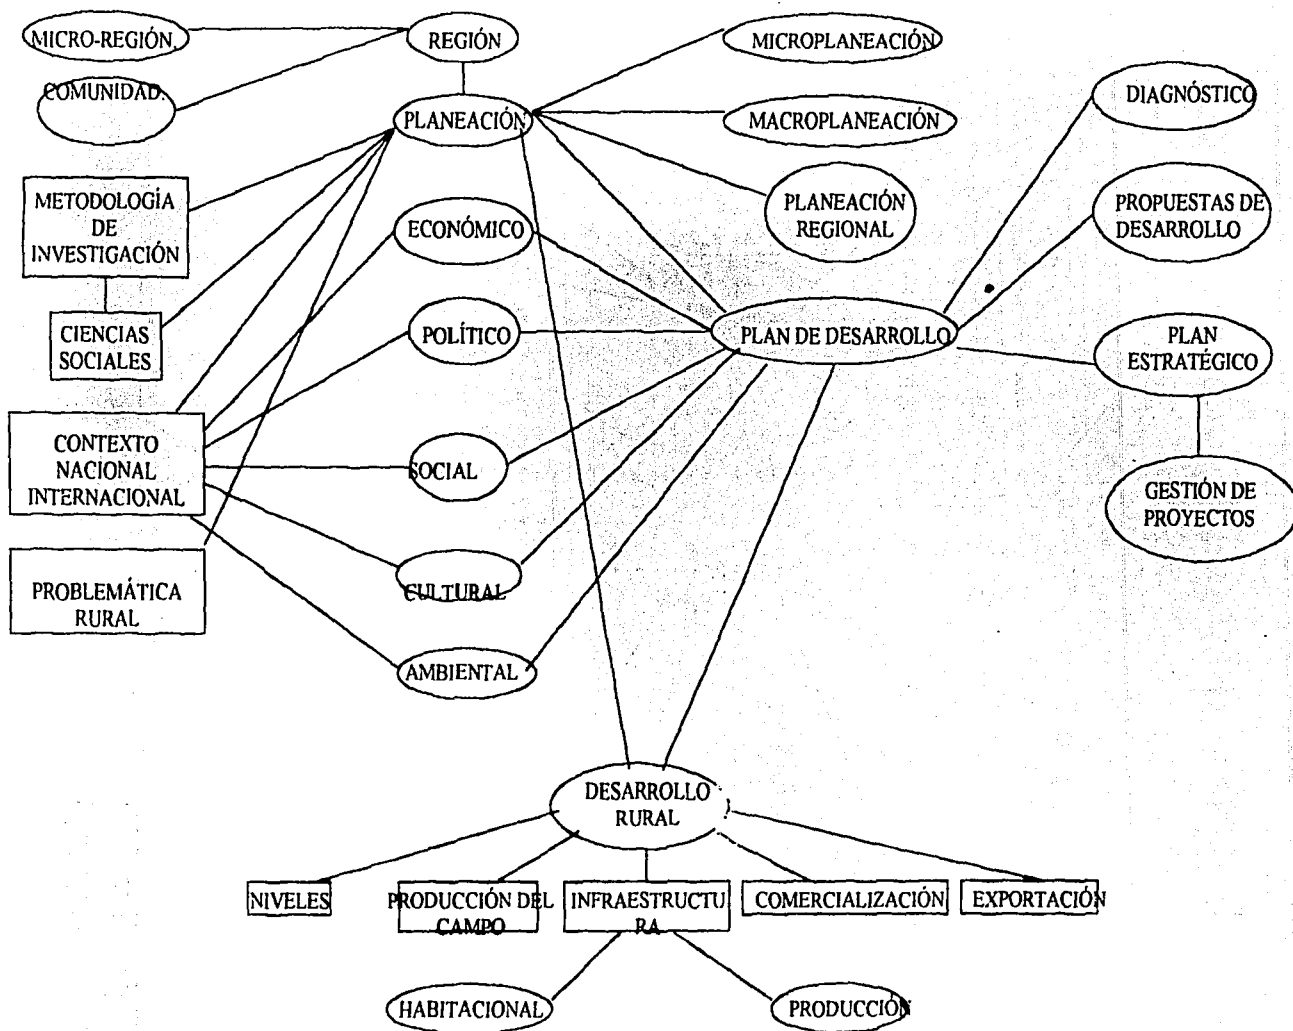 MICRO-REGIÓN.
REGIÓN
MICROPLANEACIÓN
COMUNIDAD.
PLANEACIÓN
MACROPLANEACIÓN
DIAGNÓSTICO
METODOLOGÍA
DE
INVESTIGACIÓN
ECONÓMICO
PLANEACIÓN
REGIONAL
PROPUESTAS DE
DESARROLLO
CIENCIAS
SOCIALES
POLÍTICO
PLAN DE DESARROLLO
PLAN
ESTRATÉGICO
CONTEXTO
NACIONAL
INTERNACIONAL
SOCIAL
GESTIÓN DE
PROYECTOS
PROBLEMÁTICA
RURAL
CULTURAL
AMBIENTAL
DESARROLLO
RURAL
NIVELES
PRODUCCIÓN DEL
CAMPO
INFRAESTRUCTU
RA
COMERCIALIZACIÓN
EXPORTACIÓN
HABITACIONAL
PRODUCCIÓN